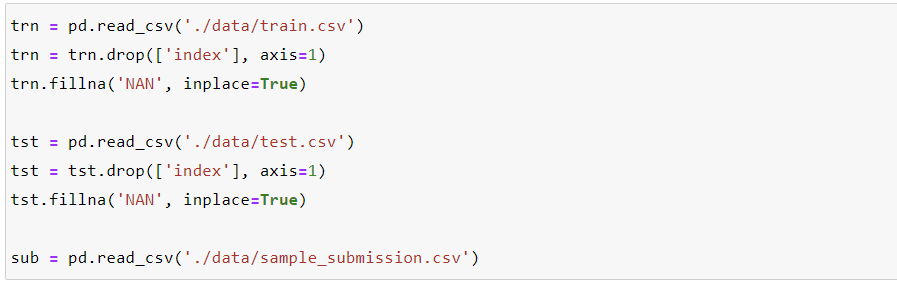 trn = pd.read_csv('./data/train.csv')
trn = trn.drop(['index'], axis=1)
trn.fillna('NAN', inplace=True)
tst = pd.read_csv('./data/test.csv')
tst = tst.drop(['index'], axis=1)
tst.fillna('NAN', inplace=True)
sub = pd.read_csv('./data/sample_submission.csv')